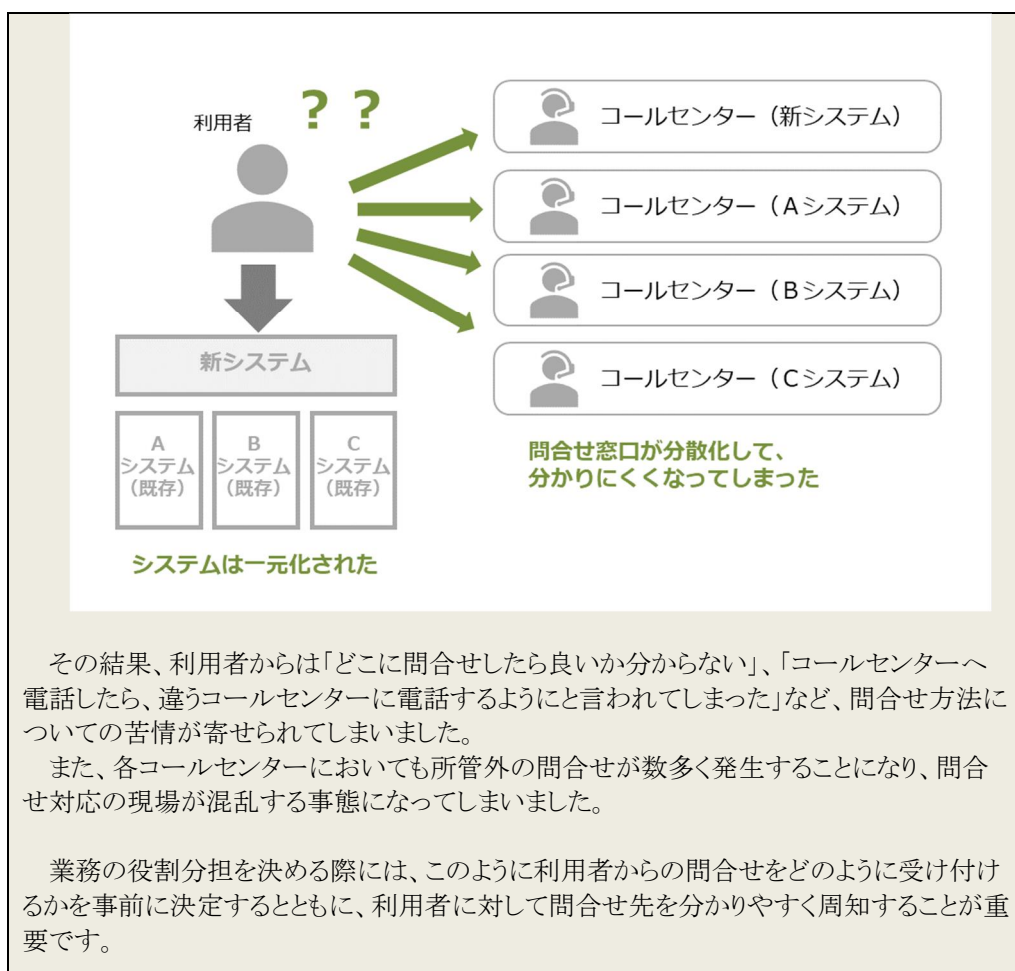 利用者
？？
コールセンター（新システム）
コールセンター（Aシステム）
コールセンター（Bシステム）
コールセンター（Cシステム）
新システム
A
システム
（既存）
B
システム
（既存）
C
システム
（既存）
問合せ窓口が分散化して、
分かりにくくなってしまった
システムは一元化された
その結果、利用者からは「どこに問合せしたら良いか分からない」、「コールセンターへ
電話したら、違うコールセンターに電話するようにと言われてしまった」など、問合せ方法に
ついての苦情が寄せられてしまいました。
また、各コールセンターにおいても所管外の問合せが数多く発生することになり、問合
せ対応の現場が混乱する事態になってしまいました。
業務の役割分担を決める際には、このように利用者からの問合せをどのように受け付け
るかを事前に決定するとともに、利用者に対して問合せ先を分かりやすく周知することが重
要です。